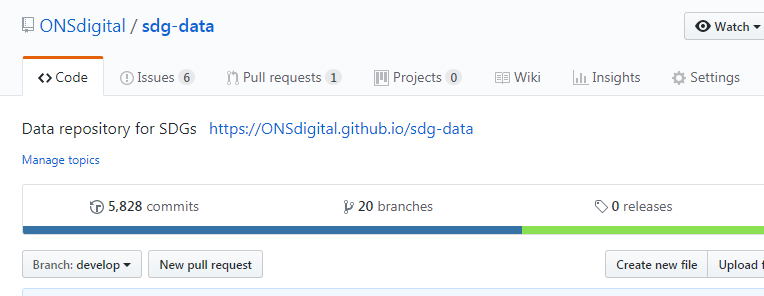 ONSdigital / sdg-data
Watch
Code Issues 6 Pull requests 1 Projects 0 Wiki Insights Settings
Data repository for SDGs https://ONSdigital.github.io/sdg-data
Manage topics
5,828 commits 20 branches 0 releases
Branch: develop New pull request Create new file Upload f